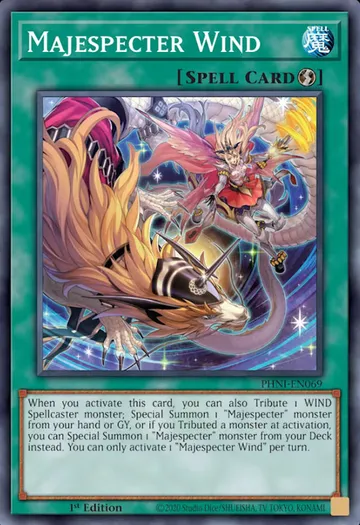 Majespecter Wind
SPELL
魔
[Spell Card]
PHNI-EN069
When you activate this card, you can also Tribute 1 WIND
Spellcaster monster; Special Summon 1 "Majespecter" monster
from your hand or GY, or if you Tributed a monster at activation,
you can Special Summon 1 "Majespecter" monster from your Deck
instead. You can only activate 1 "Majespecter Wind" per turn.
1st Edition
©2020 Studio Dice/SHUEISHA, TV TOKYO, KONAMI